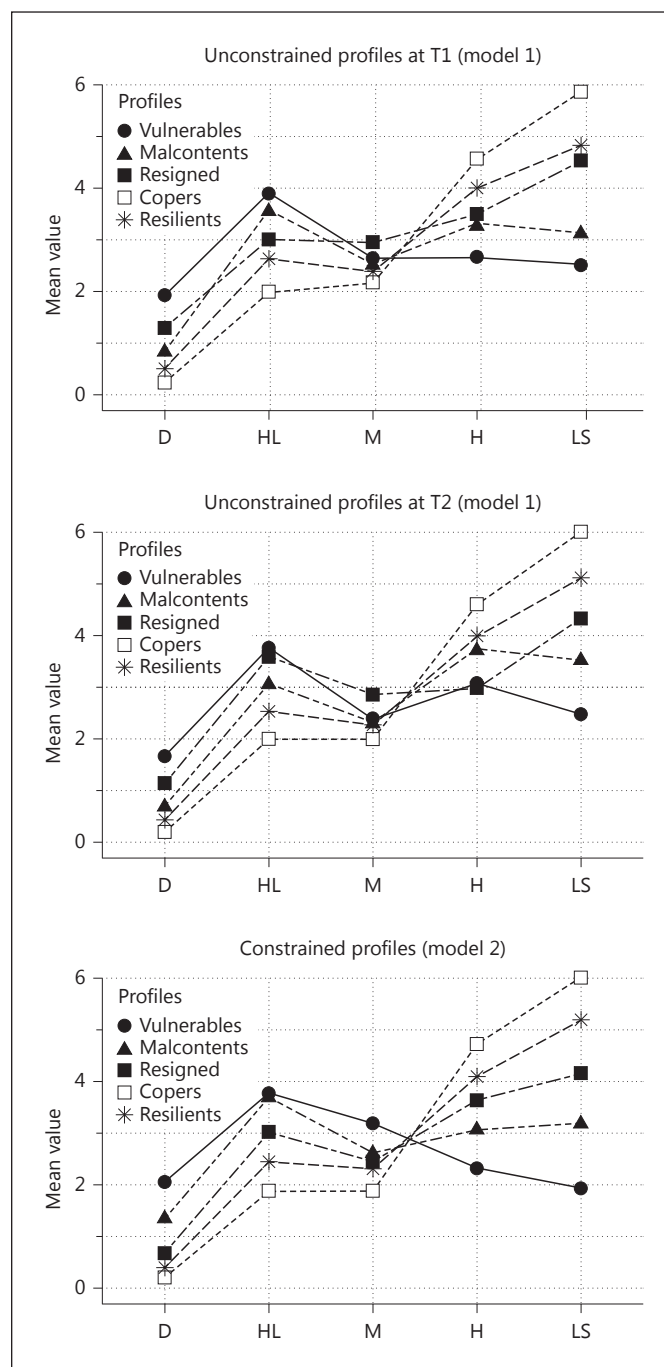 Unconstrained profiles at T1 (model 1)
6
4
2
0
Mean value
Profiles
Vulnerables
Malcontents
Resigned
Copers
Resilients
D HL M H LS
Unconstrained profiles at T2 (model 1)
6
4
2
0
Mean value
Profiles
Vulnerables
Malcontents
Resigned
Copers
Resilients
D HL M H LS
Constrained profiles (model 2)
6
4
2
0
Mean value
Profiles
Vulnerables
Malcontents
Resigned
Copers
Resilients
D HL M H LS